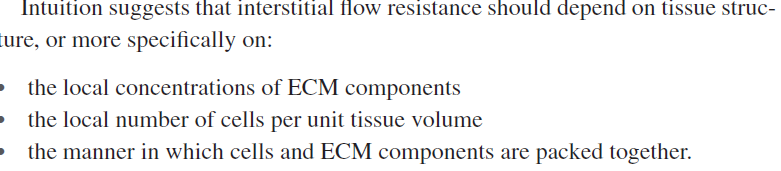 Intuition suggests that interstitial flow resistance should depend on tissue struc-
ture, or more specifically on:
• the local concentrations of ECM components
• the local number of cells per unit tissue volume
• the manner in which cells and ECM components are packed together.